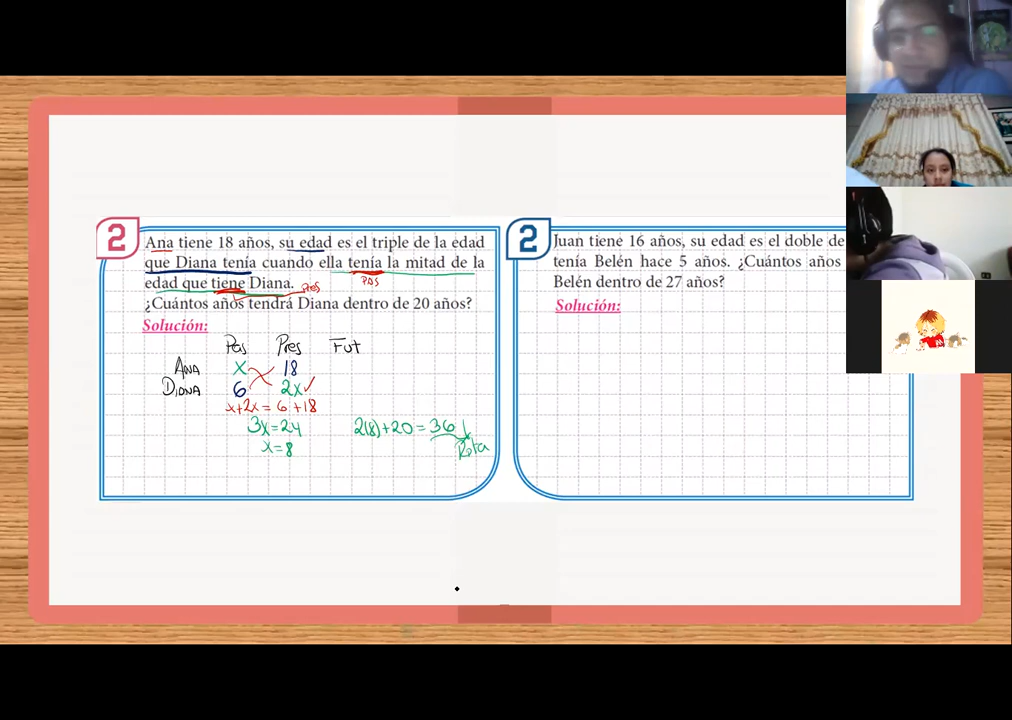 2
Ana tiene 18 años, su edad es el triple de la edad
que Diana tenía cuando ella tenía la mitad de la
edad que tiene Diana.
Pres
Pas
¿Cuántos años tendrá Diana dentro de 20 años?
Solución:
Pas Pres Fut
Ana x 18
Diana 6 2x ✓
x+2x = 6 +18
3x = 24
x = 8
2(8)+20 = 36
Rpta
2
Juan tiene 16 años, su edad es el doble de
tenía Belén hace 5 años. ¿Cuántos años
Belén dentro de 27 años?
Solución: